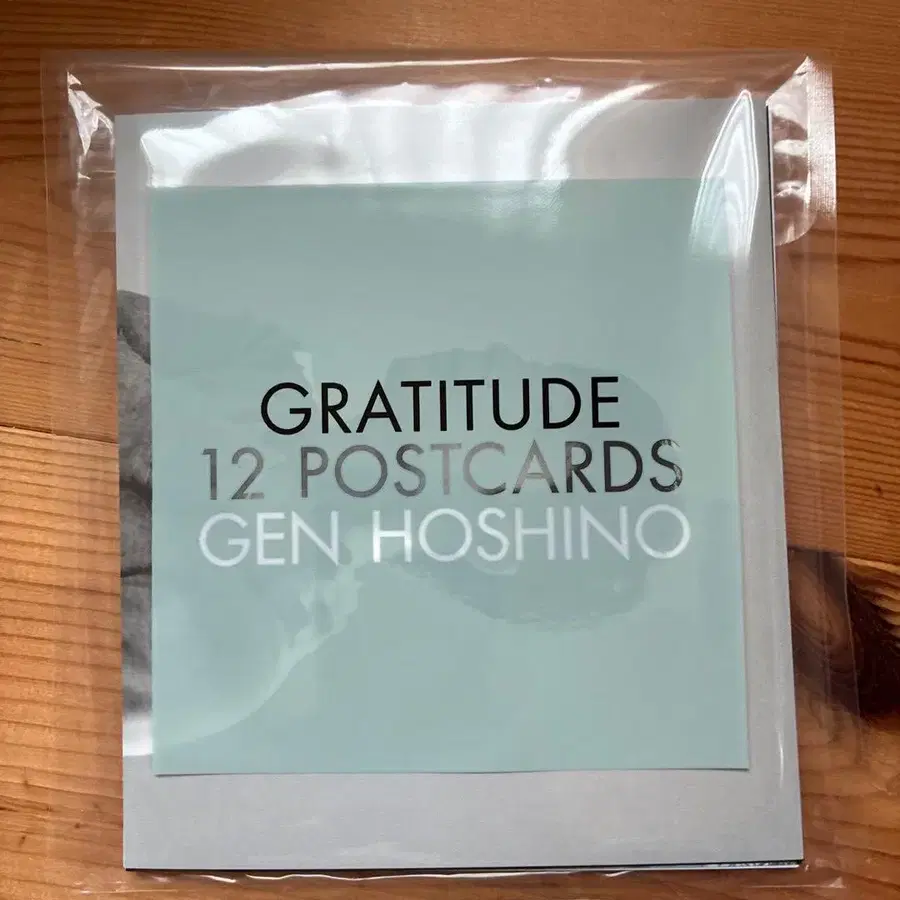 GRATITUDE
12 POSTCARDS
GEN HOSHINO